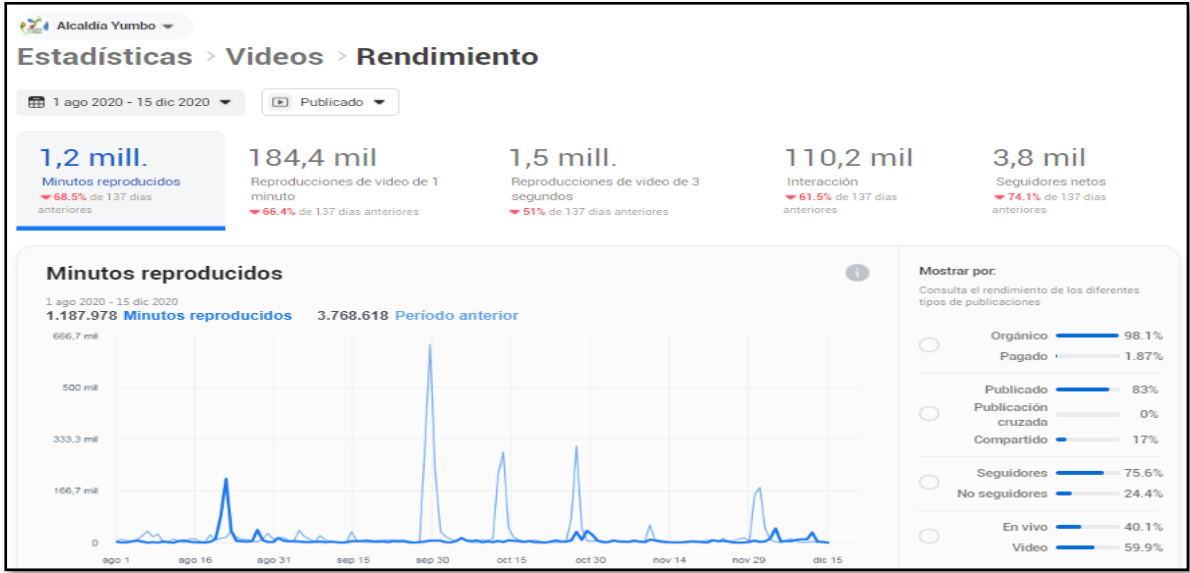 Alcaldía Yumbo
Estadísticas > Videos > Rendimiento
1 ago 2020 - 15 dic 2020
Publicado
1,2 mill.
Minutos reproducidos
68.5% de 137 días
anteriores
184,4 mil
Reproducciones de video de 1
minuto
66.4% de 137 días anteriores
1,5 mill.
Reproducciones de video de 3
segundos
51% de 137 días anteriores
110,2 mil
Interacción
61.5% de 137 días
anteriores
3,8 mil
Seguidores netos
74.1% de 137 días
anteriores
Minutos reproducidos
1 ago 2020 - 15 dic 2020
1.187.978 Minutos reproducidos 3.768.618 Período anterior
666,7 mil
500 mil
333,3 mil
166,7 mil
0
ago 1 ago 16 ago 31 sep 15 sep 30 oct 15 oct 30 nov 14 nov 29 dic 15
Mostrar por:
Consulta el rendimiento de los diferentes
tipos de publicaciones
Orgánico 98.1%
Pagado 1.87%
Publicado 83%
Publicación
cruzada 0%
Compartido 17%
Seguidores 75.6%
No seguidores 24.4%
En vivo 40.1%
Video 59.9%